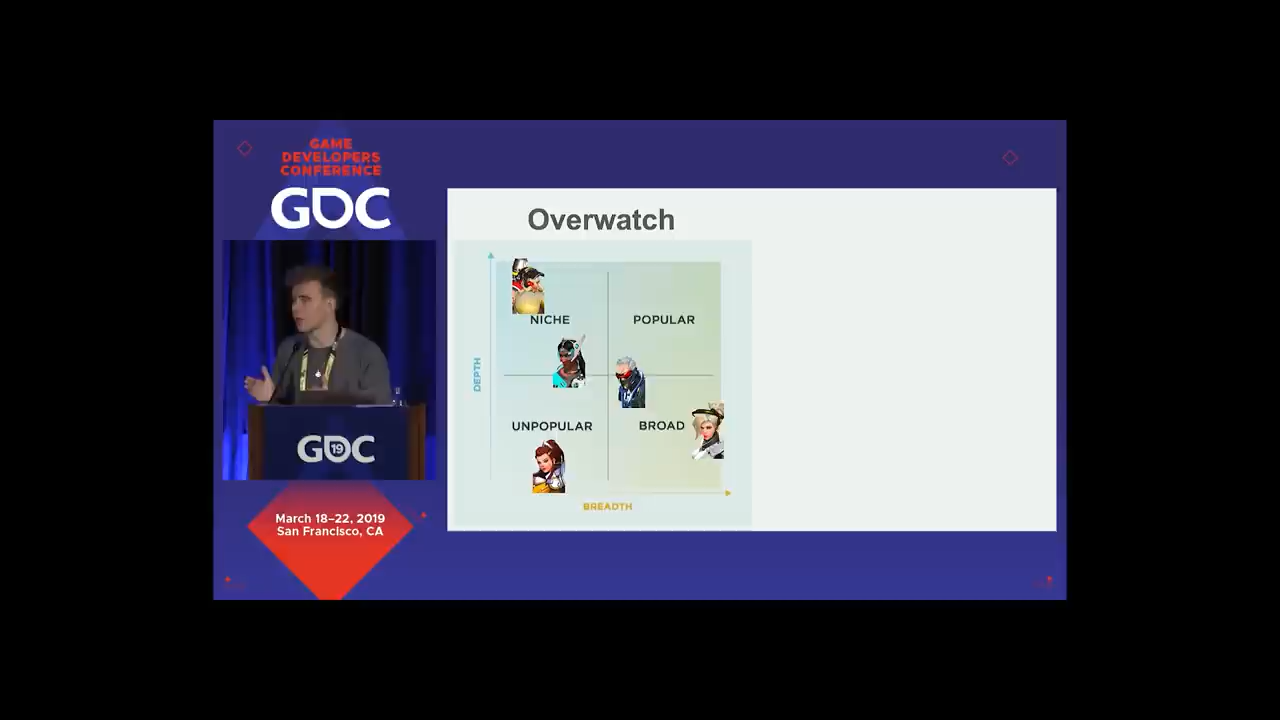 GAME
DEVELOPERS
CONFERENCE
GDC
Overwatch
NICHE
POPULAR
DEPTH
UNPOPULAR
BROAD
BREADTH
GDC
19
March 18–22, 2019
San Francisco, CA